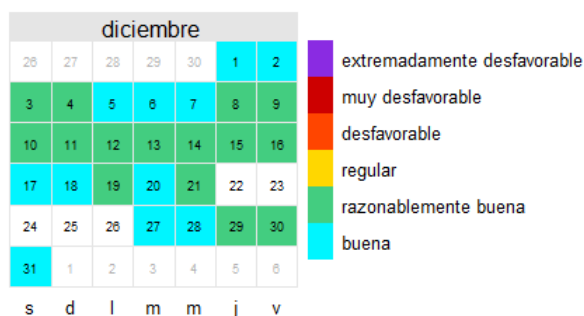 diciembre
26 27 28 29 30 1 2
3 4 5 6 7 8 9
10 11 12 13 14 15 16
17 18 19 20 21 22 23
24 25 26 27 28 29 30
31 1 2 3 4 5 6
s d l m m j v
extremadamente desfavorable
muy desfavorable
desfavorable
regular
razonablemente buena
buena